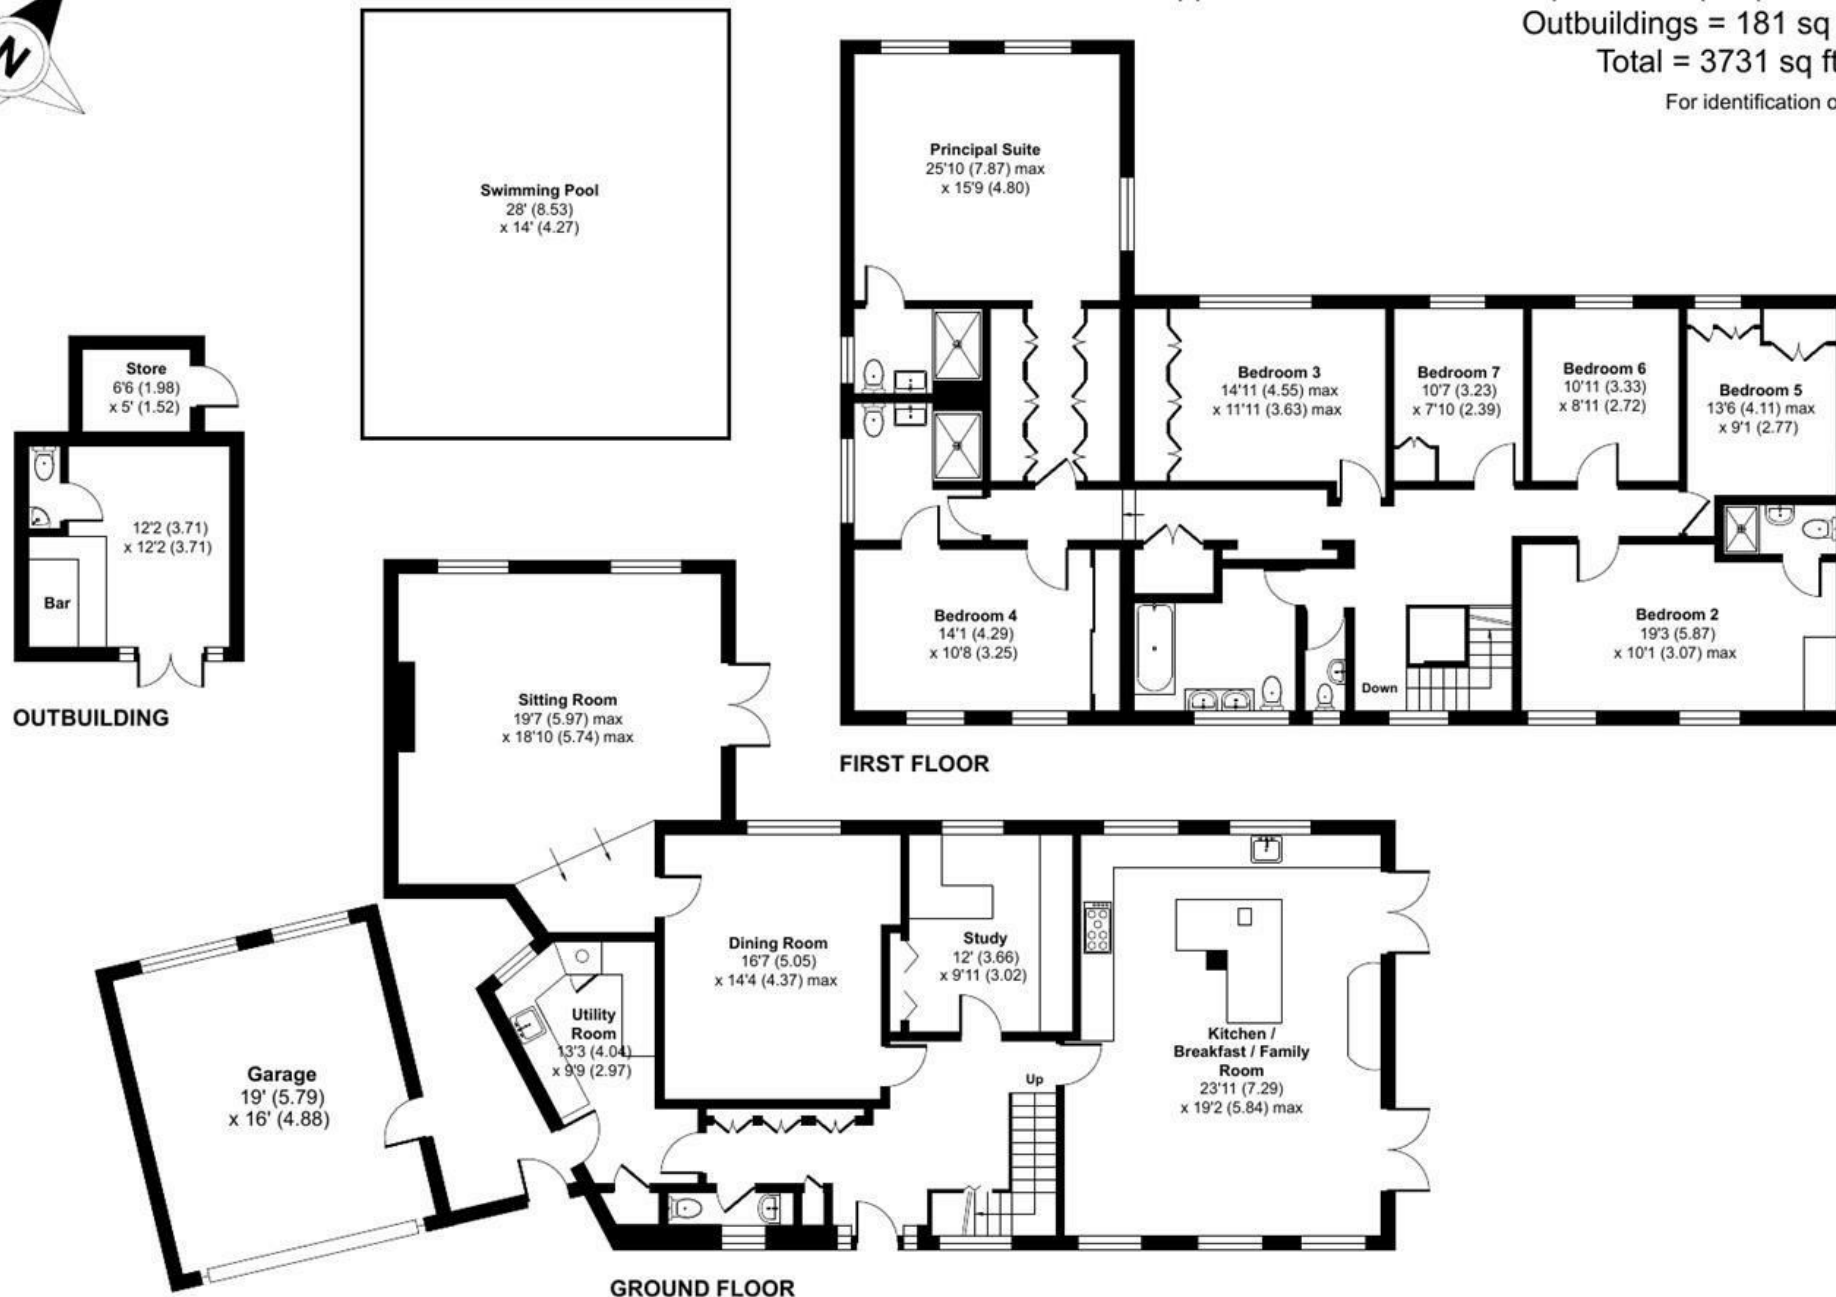 N
Outbuildings = 181 sq
Total = 3731 sq ft
For identification
Swimming Pool
28' (8.53)
x 14' (4.27)
Principal Suite
25'10 (7.87) max
x 15'9 (4.80)
Store
6'6 (1.98)
x 5' (1.52)
12'2 (3.71)
x 12'2 (3.71)
Bar
OUTBUILDING
Bedroom 3
14'11 (4.55) max
x 11'11 (3.63) max
Bedroom 7
10'7 (3.23)
x 7'10 (2.39)
Bedroom 6
10'11 (3.33)
x 8'11 (2.72)
Bedroom 5
13'6 (4.11) max
x 9'1 (2.77)
Bedroom 4
14'1 (4.29)
x 10'8 (3.25)
Down
Bedroom 2
19'3 (5.87)
x 10'1 (3.07) max
FIRST FLOOR
Sitting Room
19'7 (5.97) max
x 18'10 (5.74) max
Dining Room
16'7 (5.05)
x 14'4 (4.37) max
Study
12' (3.66)
x 9'11 (3.02)
Utility
Room
13'3 (4.04)
x 9'9 (2.97)
Kitchen /
Breakfast / Family
Room
23'11 (7.29)
x 19'2 (5.84) max
Up
Garage
19' (5.79)
x 16' (4.88)
GROUND FLOOR